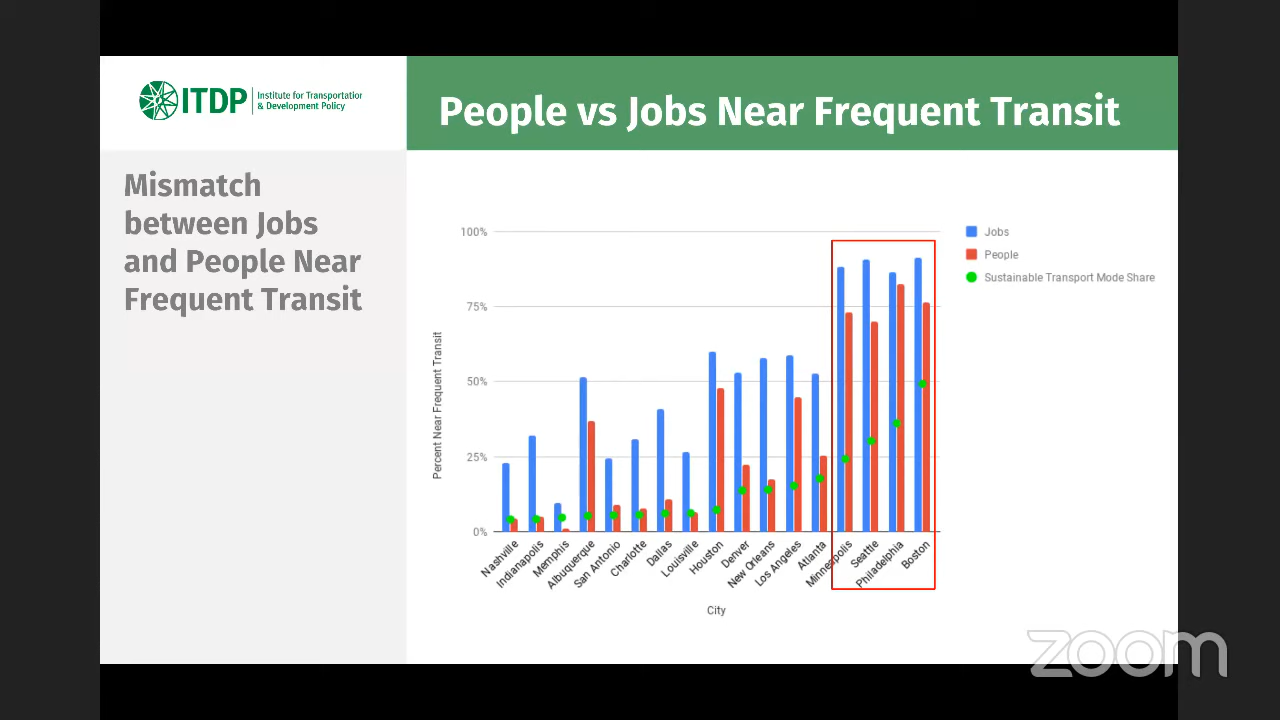 ITDP
Institute for Transportation
& Development Policy
People vs Jobs Near Frequent Transit
Mismatch
between Jobs
and People Near
Frequent Transit
100%
75%
50%
25%
0%
Percent Near Frequent Transit
Jobs
People
Sustainable Transport Mode Share
Nashville
Indianapolis
Memphis
Albuquerque
San Antonio
Charlotte
Dallas
Louisville
Houston
Denver
New Orleans
Los Angeles
Atlanta
Minneapolis
Seattle
Philadelphia
Boston
City
zoom